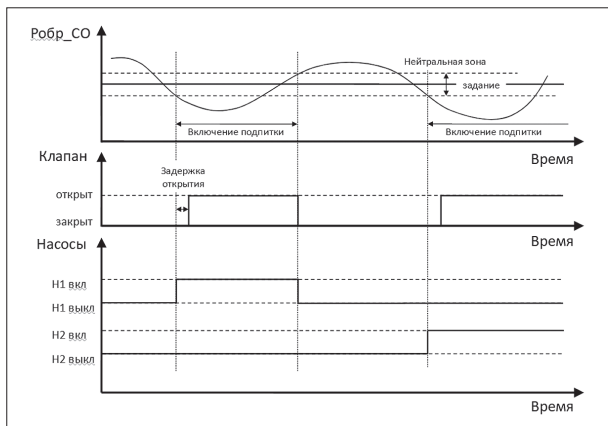 Робр_СО
Нейтральная зона
задание
Включение подпитки
Включение подпитки
Время
Клапан
Задержка
открытия
открыт
закрыт
Время
Насосы
Н1 вкл
Н1 выкл
Н2 вкл
Н2 выкл
Время